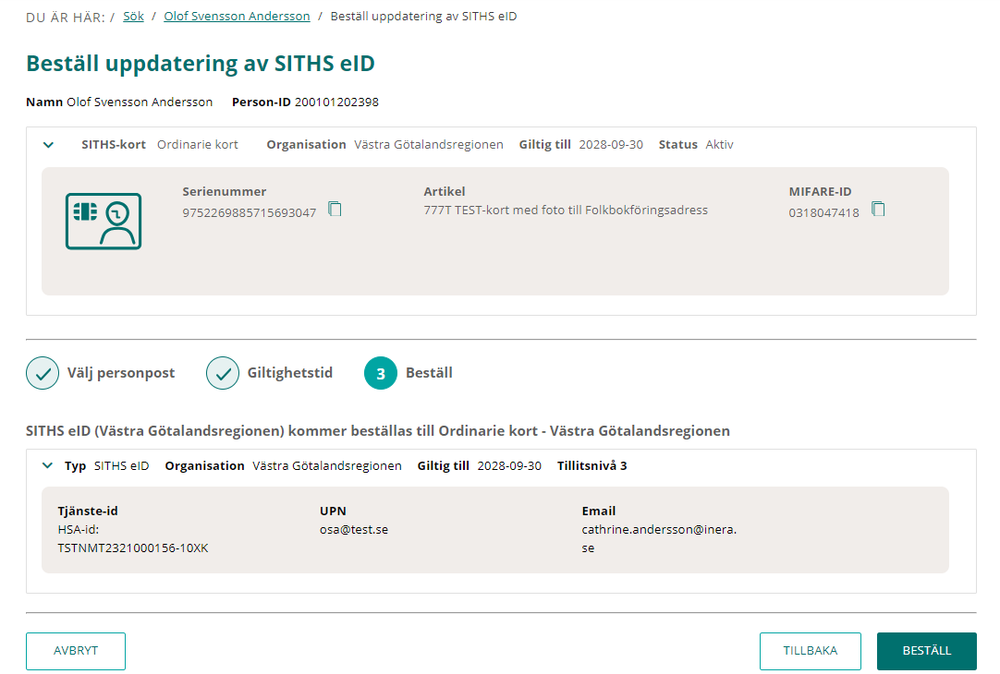 DU ÄR HÄR: / Sök / Olof Svensson Andersson / Beställ uppdatering av SITHS eID
Beställ uppdatering av SITHS eID
Namn Olof Svensson Andersson Person-ID 200101202398
SITHS-kort Ordinarie kort Organisation Västra Götalandsregionen Giltig till 2028-09-30 Status Aktiv
Serienummer Artikel MIFARE-ID
9752269885715693047 777T TEST-kort med foto till Folkbokföringsadress 0318047418
Välj personpost Giltighetstid 3 Beställ
SITHS eID (Västra Götalandsregionen) kommer beställas till Ordinarie kort - Västra Götalandsregionen
Typ SITHS eID Organisation Västra Götalandsregionen Giltig till 2028-09-30 Tillitsnivå 3
Tjänste-id UPN Email
HSA-id: osa@test.se cathrine.andersson@inera.
TSTNMT2321000156-10XK se
AVBRYT TILLBAKA BESTÄLL